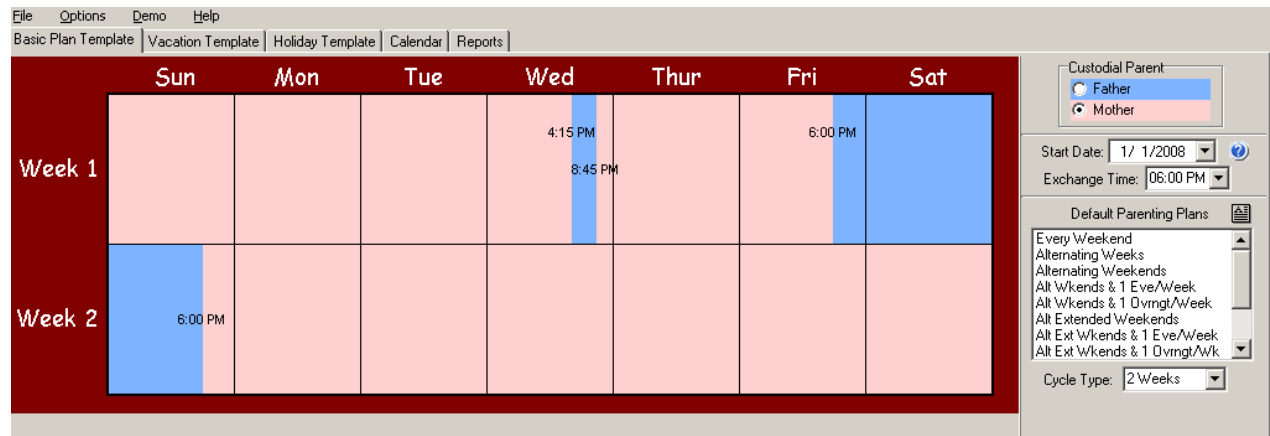 File Options Demo Help
Basic Plan Template Vacation Template Holiday Template Calendar Reports
Sun Mon Tue Wed Thur Fri Sat
Week 1
4:15 PM
8:45 PM
6:00 PM
Week 2
6:00 PM
Custodial Parent
Father
Mother
Start Date: 1/ 1/2008
Exchange Time: 06:00 PM
Default Parenting Plans
Every Weekend
Alternating Weeks
Alternating Weekends
Alt Wkends & 1 Eve/Week
Alt Wkends & 1 Ovrngt/Week
Alt Extended Weekends
Alt Ext Wkends & 1 Eve/Week
Alt Ext Wkends & 1 Ovrngt/Wk
Cycle Type: 2 Weeks